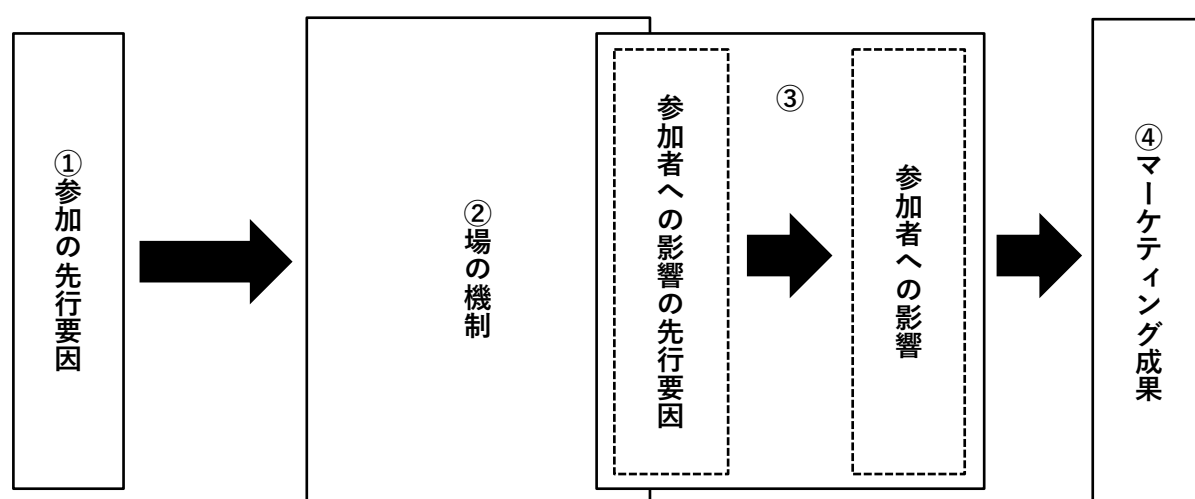 ①参加の先行要因
②場の機制
参加者への影響の先行要因
③
参加者への影響
④マーケティング成果